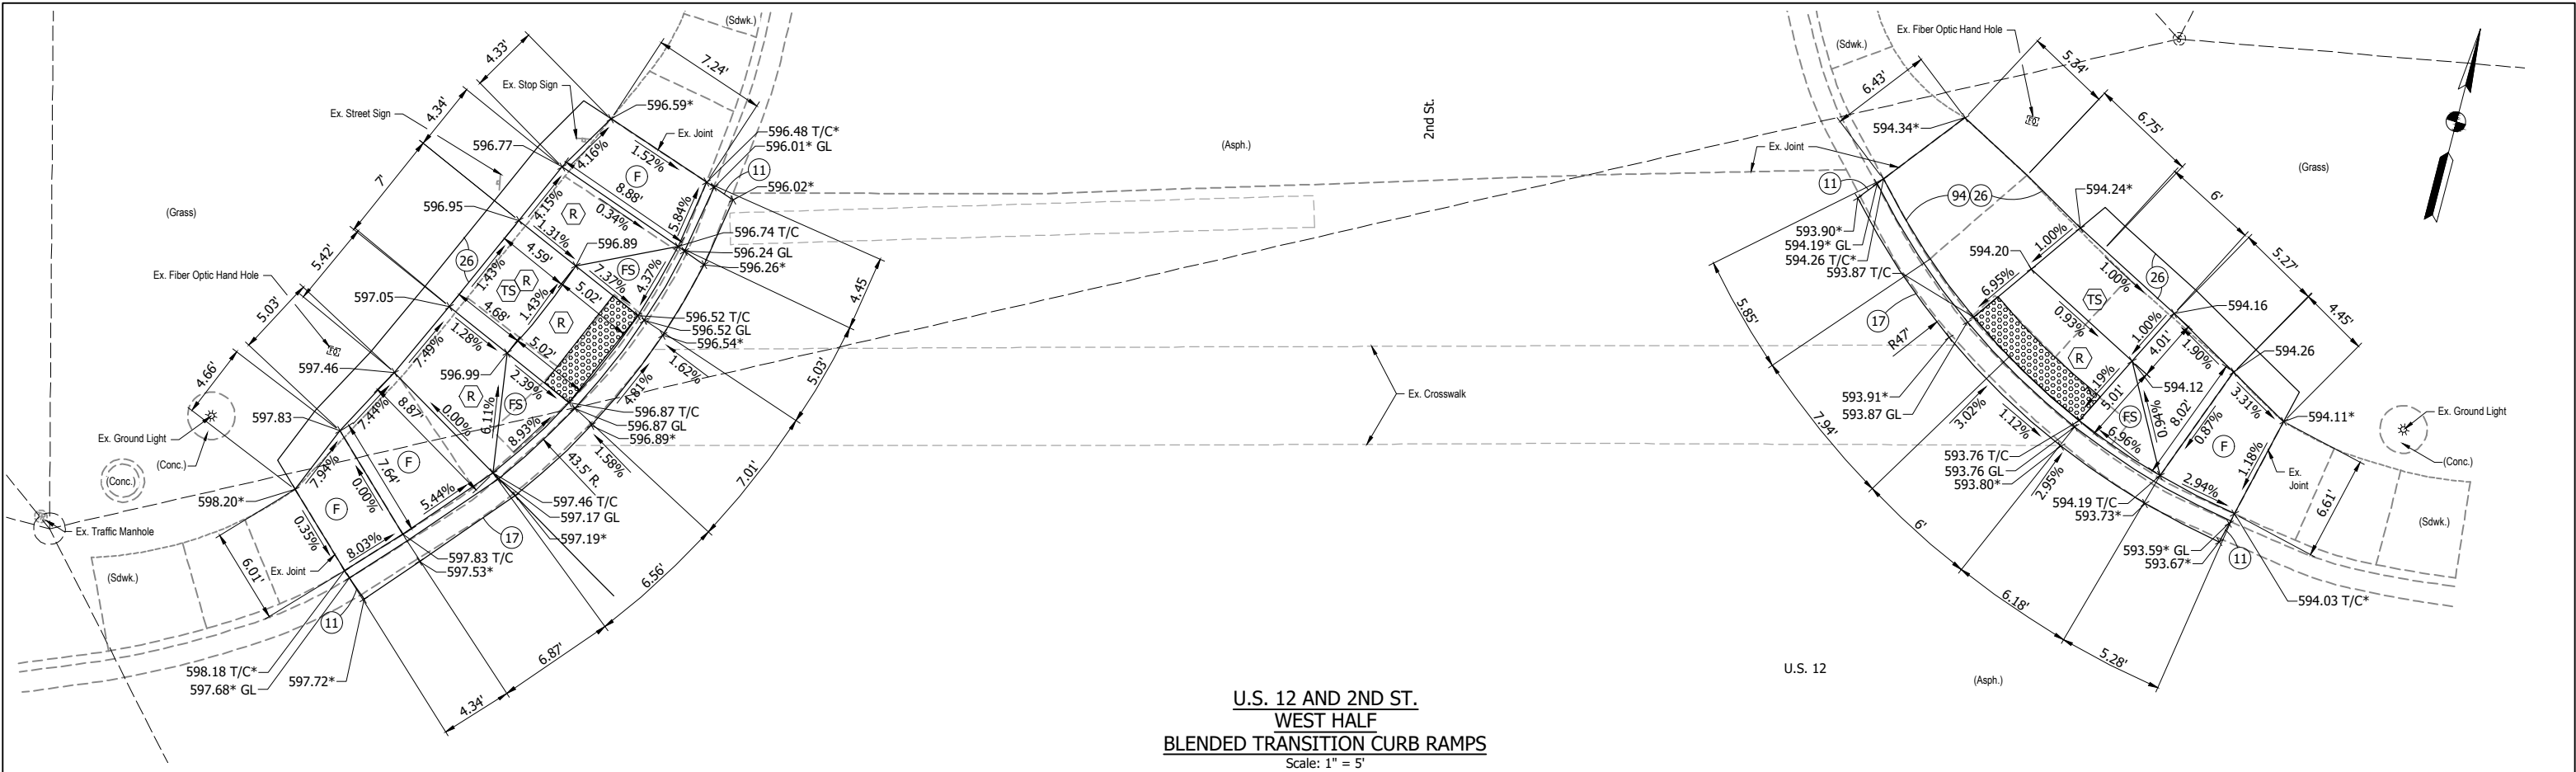 (Sdwk.)
4.33'
7.24'
Ex. Stop Sign
4.34'
596.59*
Ex. Street Sign
Ex. Joint
596.77
4.16%
1.52%
596.48 T/C*
596.01* GL
F
11
7'
8.88'
596.02*
596.95
4.15%
R
0.34%
5.84%
(Grass)
1.31%
596.89
596.74 T/C
5.42'
26
4.59'
596.24 GL
596.26*
Ex. Fiber Optic Hand Hole
1.43%
TS
R
7.37%
FS
4.37%
4.45
597.05
5.02'
5.03'
4.68'
1.43%
R
596.52 T/C
596.52 GL
596.54*
1.28%
5.02'
1.62%
5.03'
4.66'
597.46
7.49%
596.99
2.39%
4.81%
R
FS
596.87 T/C
596.87 GL
596.89*
597.83
7.44%
8.87'
0.00%
6.11%
8.93%
1.58%
7.01'
Ex. Ground Light
(Conc.)
(Conc.)
7.94%
7.64'
F
43.5' R.
598.20*
0.00%
5.44%
597.46 T/C
597.17 GL
597.19*
F
Ex. Traffic Manhole
0.35%
17
8.03%
597.83 T/C
597.53*
Ex. Joint
6.01'
(Sdwk.)
6.56'
11
598.18 T/C*
597.68* GL
597.72*
6.87'
4.34'
2nd St.
(Asph.)
Ex. Crosswalk
Ex. Fiber Optic Hand Hole
S
(Sdwk.)
5.34'
6.43'
594.34*
6.75'
Ex. Joint
(Grass)
11
94
26
594.24*
6'
593.90*
594.19* GL
594.26 T/C*
593.87 T/C
594.20
1.00%
5.27'
6.95%
1.00%
26
TS
594.16
5.85'
17
R47'
0.93%
1.00%
4.01'
4.45'
1.90%
R
594.26
593.91*
593.87 GL
594.12
5.01'
FS
0.94%
8.02'
3.31%
594.11*
Ex. Ground Light
3.02%
1.12%
0.87%
F
6.96%
(Conc.)
7.94'
593.76 T/C
593.76 GL
593.80*
1.18%
Ex.
Joint
2.95%
2.94%
6.61'
594.19 T/C
593.73*
(Sdwk.)
6'
593.59* GL
593.67*
11
594.03 T/C*
6.18'
5.28'
U.S. 12
(Asph.)
U.S. 12 AND 2ND ST.
WEST HALF
BLENDED TRANSITION CURB RAMPS
Scale: 1" = 5'